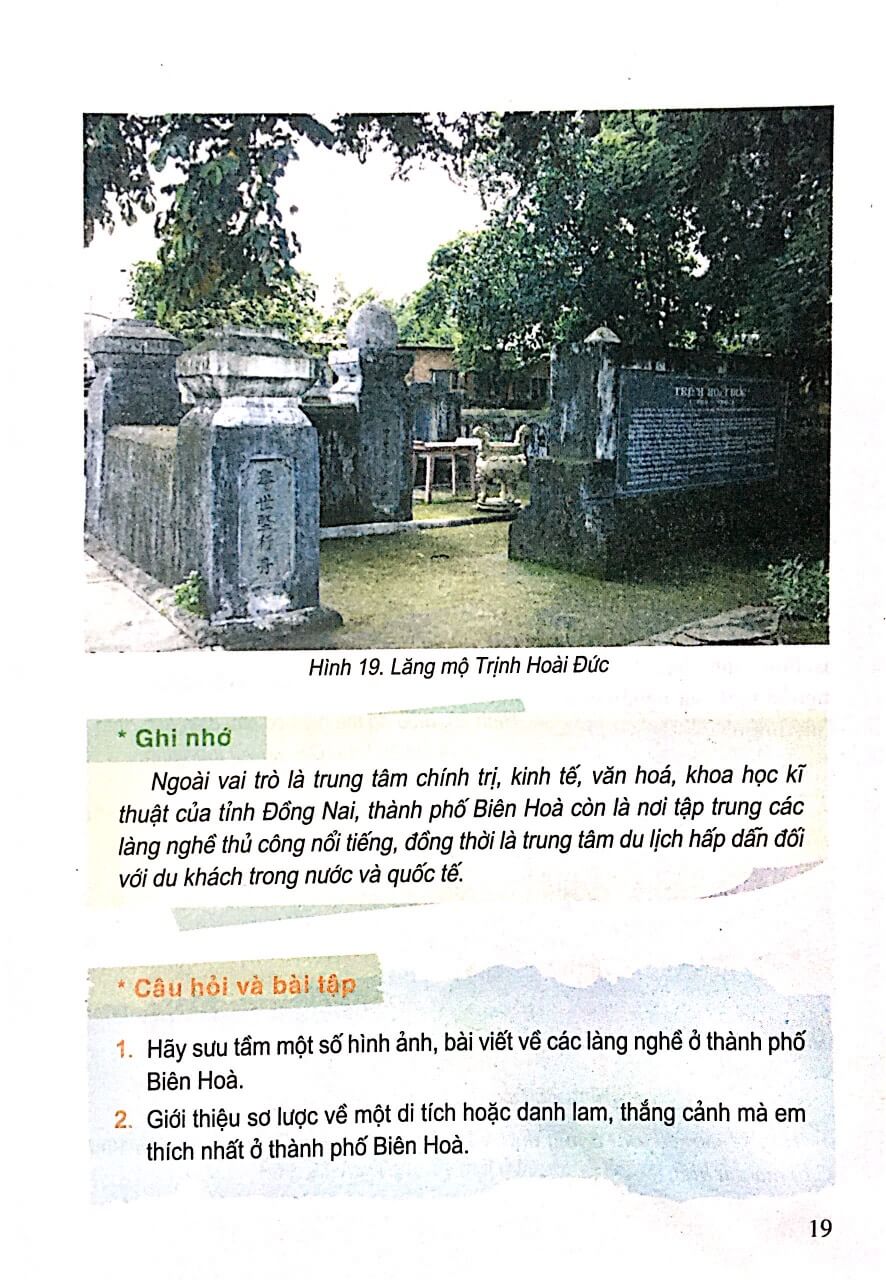 TRỊNH HOÀI ĐỨC
Hình 19. Lăng mộ Trịnh Hoài Đức
* Ghi nhớ
Ngoài vai trò là trung tâm chính trị, kinh tế, văn hoá, khoa học kĩ
thuật của tỉnh Đồng Nai, thành phố Biên Hoà còn là nơi tập trung các
làng nghề thủ công nổi tiếng, đồng thời là trung tâm du lịch hấp dẫn đối
với du khách trong nước và quốc tế.
* Câu hỏi và bài tập
1. Hãy sưu tầm một số hình ảnh, bài viết về các làng nghề ở thành phố
Biên Hoà.
2. Giới thiệu sơ lược về một di tích hoặc danh lam, thắng cảnh mà em
thích nhất ở thành phố Biên Hoà.
19